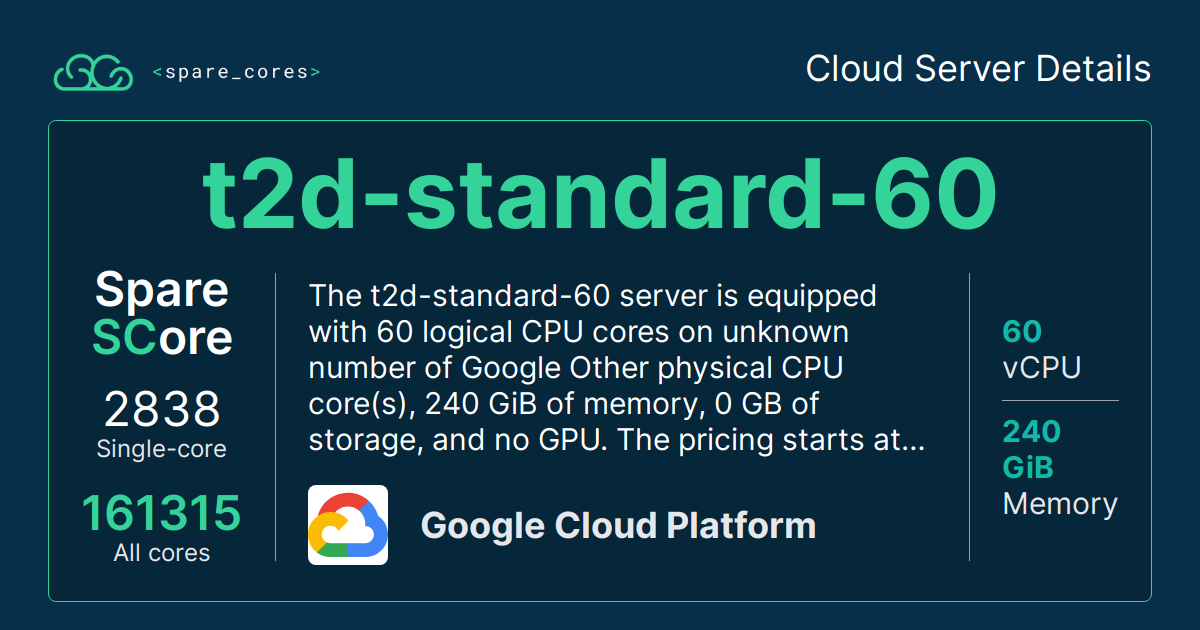 <spare_cores>
Cloud Server Details
t2d-standard-60
Spare
SCore
2838
Single-core
161315
All cores
The t2d-standard-60 server is equipped
with 60 logical CPU cores on unknown
number of Google Other physical CPU
core(s), 240 GiB of memory, 0 GB of
storage, and no GPU. The pricing starts at...
Google Cloud Platform
60
vCPU
240
GiB
Memory